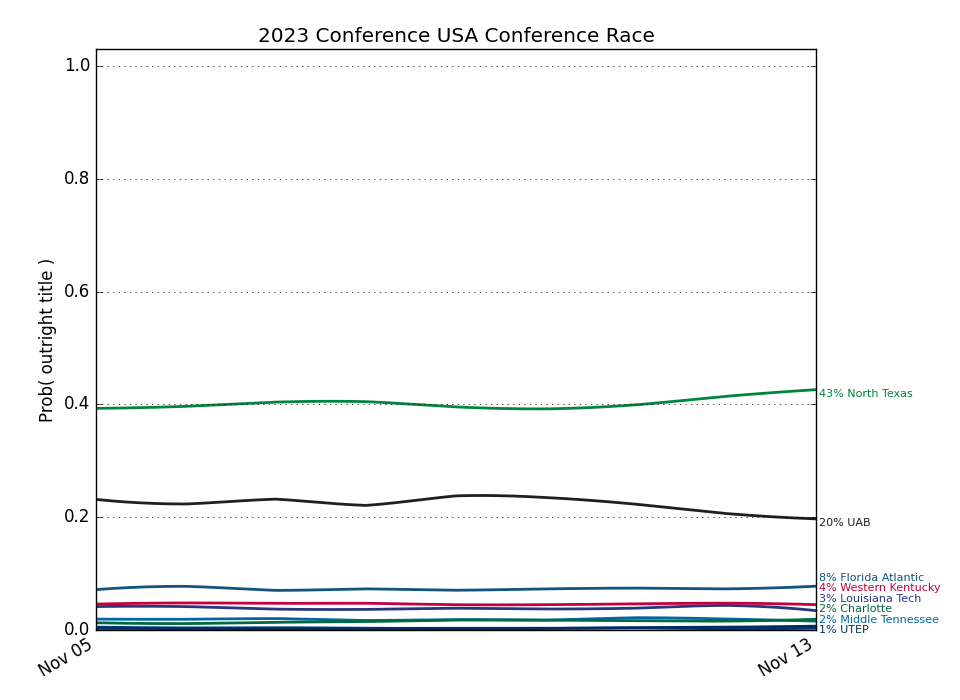 2023 Conference USA Conference Race
Prob( outright title )
1.0
0.8
0.6
0.4
0.2
0.0
Nov 05
Nov 13
43% North Texas
20% UAB
8% Florida Atlantic
4% Western Kentucky
3% Louisiana Tech
2% Charlotte
2% Middle Tennessee
1% UTEP